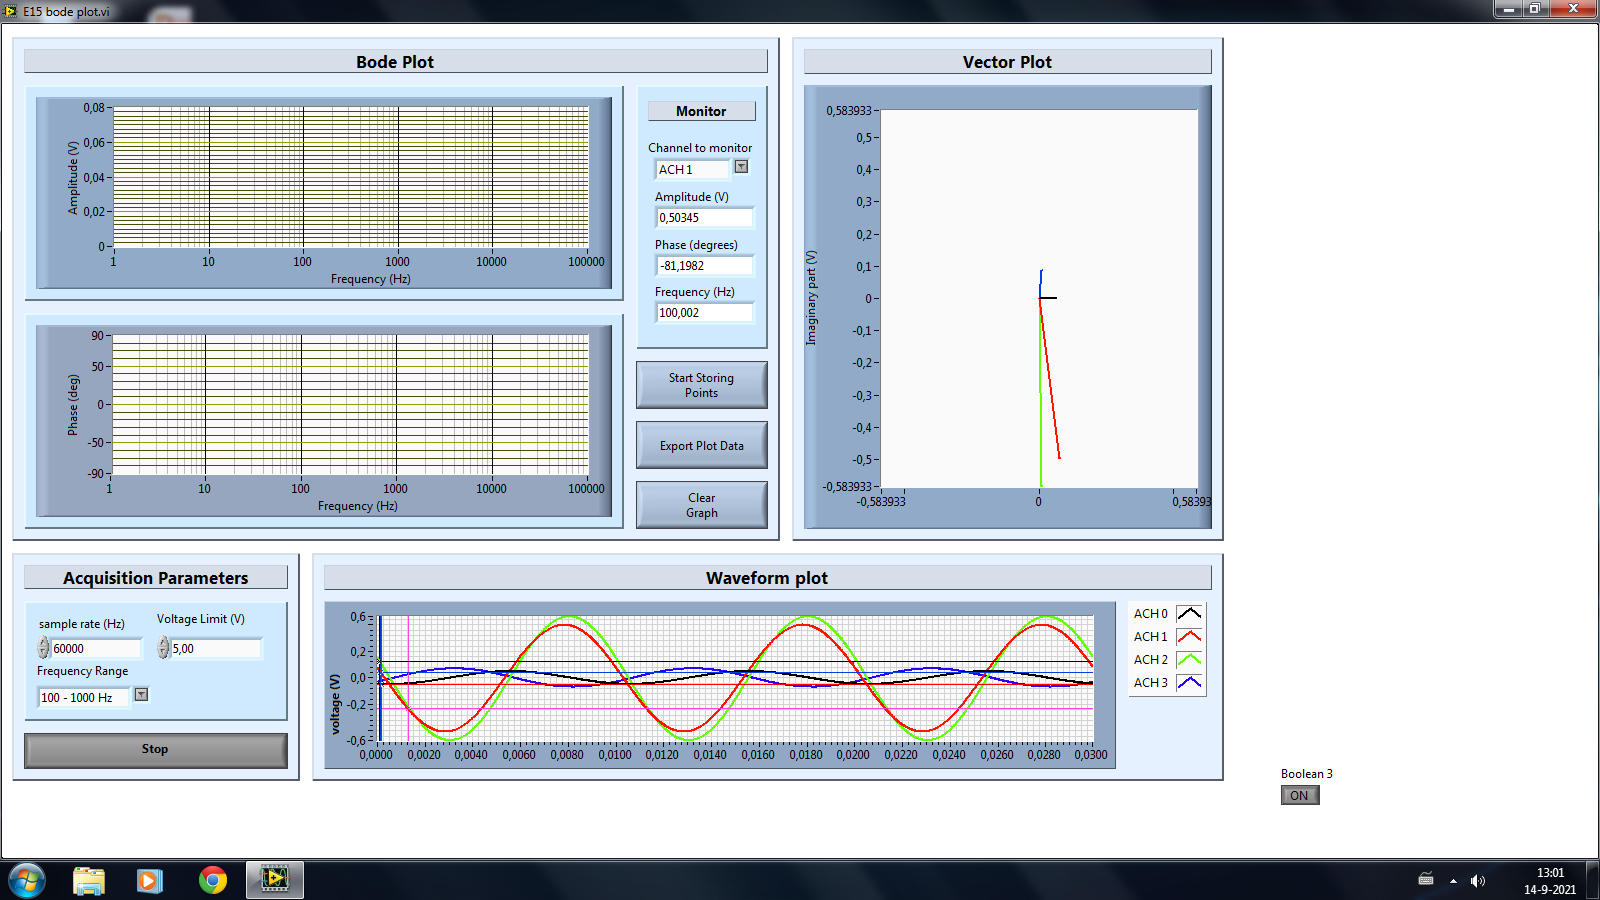 E15 bode plot.vi
Bode Plot
0,08
0,06
0,04
0,02
0
Amplitude (V)
1 10 100 1000 10000 100000
Frequency (Hz)
90
50
0
-50
-90
Phase (deg)
1 10 100 1000 10000 100000
Frequency (Hz)
Monitor
Channel to monitor
ACH 1
Amplitude (V)
0,50345
Phase (degrees)
-81,1982
Frequency (Hz)
100,002
Start Storing
Points
Export Plot Data
Clear
Graph
Vector Plot
0,583933
0,5
0,4
0,3
0,2
0,1
0
-0,1
-0,2
-0,3
-0,4
-0,5
-0,583933
Imaginary part (V)
-0,583933 0 0,58393
Acquisition Parameters
sample rate (Hz)
60000
Voltage Limit (V)
5,00
Frequency Range
100 - 1000 Hz
Stop
Waveform plot
0,6
0,2
0,0
-0,2
-0,6
voltage (V)
0,0000 0,0020 0,0040 0,0060 0,0080 0,0100 0,0120 0,0140 0,0160 0,0180 0,0200 0,0220 0,0240 0,0260 0,0280 0,0300
ACH 0
ACH 1
ACH 2
ACH 3
Boolean 3
ON
13:01
14-9-2021